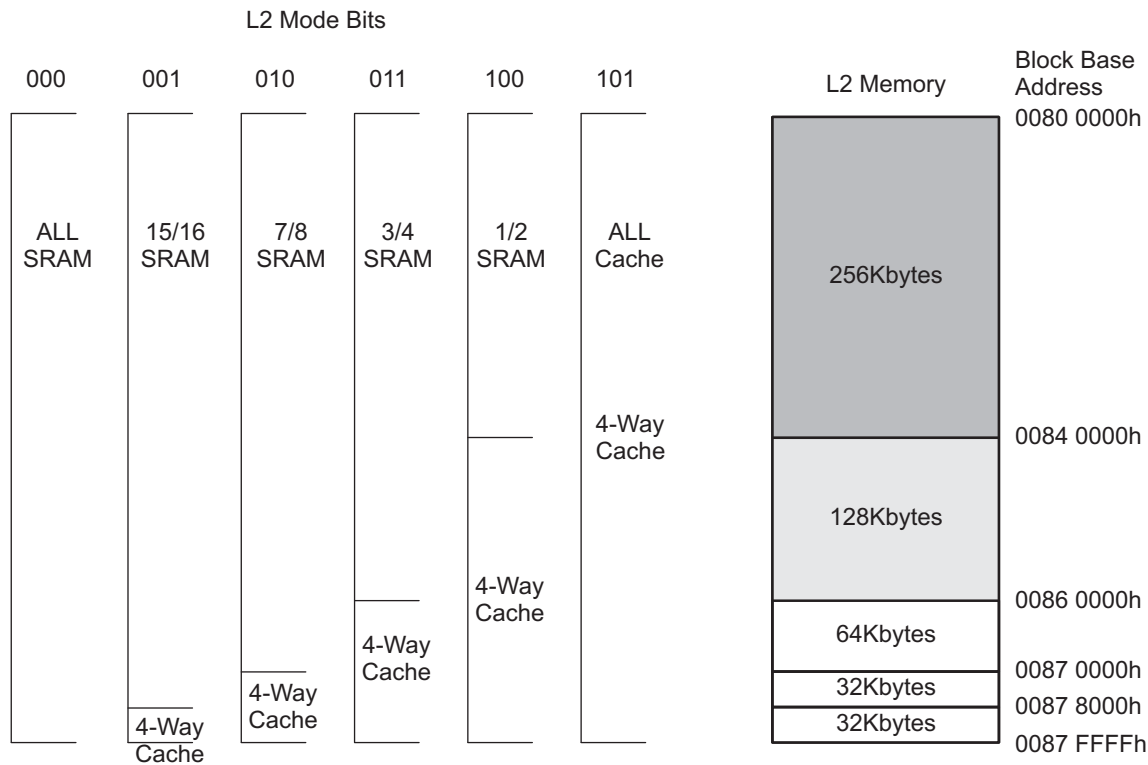 L2 Mode Bits
000 001 010 011 100 101
L2 Memory
Block Base
Address
0080 0000h
ALL
SRAM
15/16
SRAM
7/8
SRAM
3/4
SRAM
1/2
SRAM
ALL
Cache
256Kbytes
4-Way
Cache
0084 0000h
128Kbytes
4-Way
Cache
0086 0000h
64Kbytes
4-Way
Cache
0087 0000h
32Kbytes
4-Way
Cache
0087 8000h
32Kbytes
4-Way
Cache
0087 FFFFh